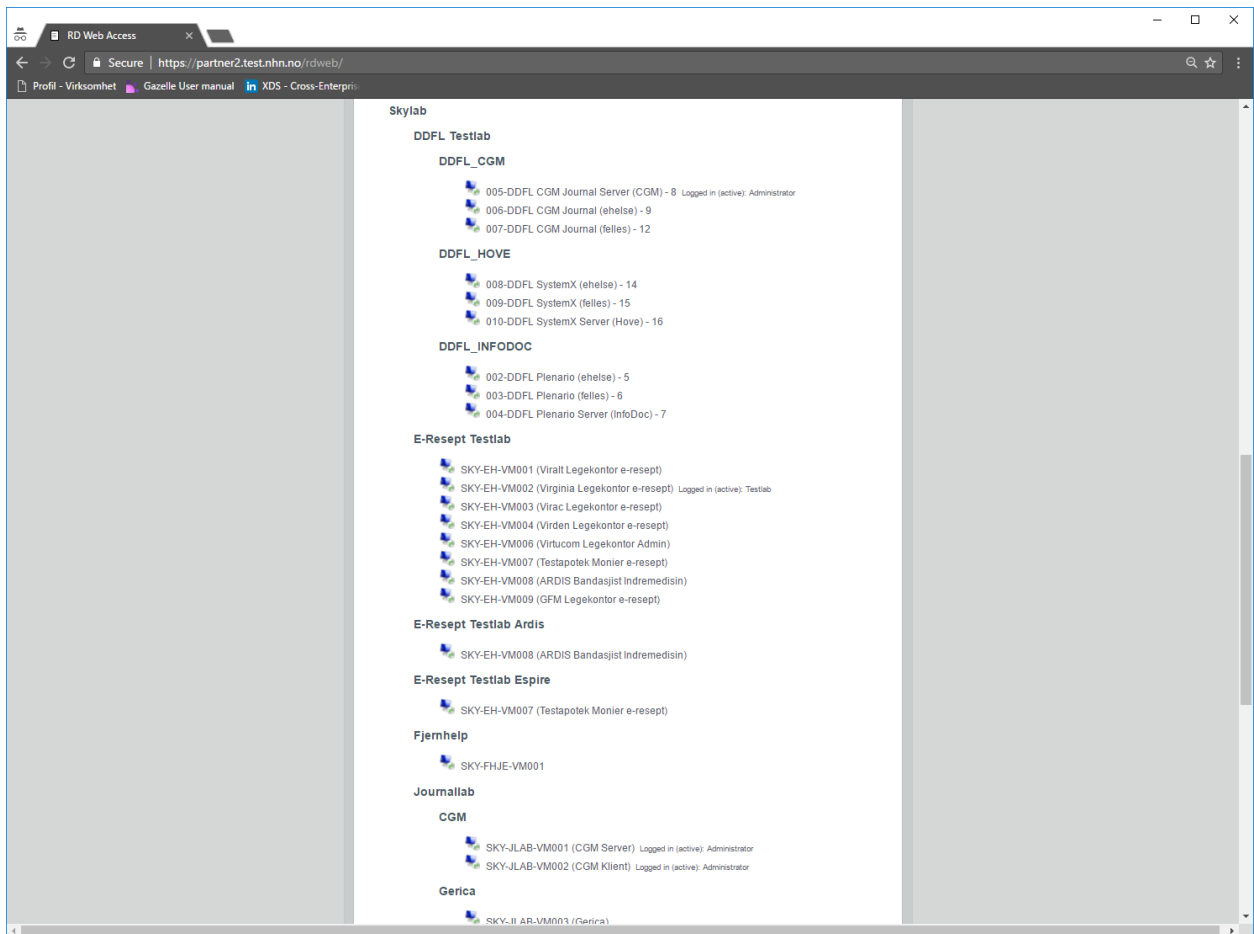 RD Web Access
Secure | https://partner2.test.nhn.no/rdweb/
Profil - Virksomhet Gazelle User manual in XDS - Cross-Enterpris
Skylab
DDFL Testlab
DDFL_CGM
005-DDFL CGM Journal Server (CGM) - 8 Logged in (active): Administrator
006-DDFL CGM Journal (ehelse) - 9
007-DDFL CGM Journal (felles) - 12
DDFL_HOVE
008-DDFL SystemX (ehelse) - 14
009-DDFL SystemX (felles) - 15
010-DDFL SystemX Server (Hove) - 16
DDFL_INFODOC
002-DDFL Plenario (ehelse) - 5
003-DDFL Plenario (felles) - 6
004-DDFL Plenario Server (InfoDoc) - 7
E-Resept Testlab
SKY-EH-VM001 (Viralt Legekontor e-resept)
SKY-EH-VM002 (Virginia Legekontor e-resept) Logged in (active): Testlab
SKY-EH-VM003 (Virac Legekontor e-resept)
SKY-EH-VM004 (Virden Legekontor e-resept)
SKY-EH-VM006 (Virtucom Legekontor Admin)
SKY-EH-VM007 (Testapotek Monier e-resept)
SKY-EH-VM008 (ARDIS Bandasjist Indremedisin)
SKY-EH-VM009 (GFM Legekontor e-resept)
E-Resept Testlab Ardis
SKY-EH-VM008 (ARDIS Bandasjist Indremedisin)
E-Resept Testlab Espire
SKY-EH-VM007 (Testapotek Monier e-resept)
Fjernhelp
SKY-FHJE-VM001
Journallab
CGM
SKY-JLAB-VM001 (CGM Server) Logged in (active): Administrator
SKY-JLAB-VM002 (CGM Klient) Logged in (active): Administrator
Gerica
SKY-JLAB-VM003 (Gerica)